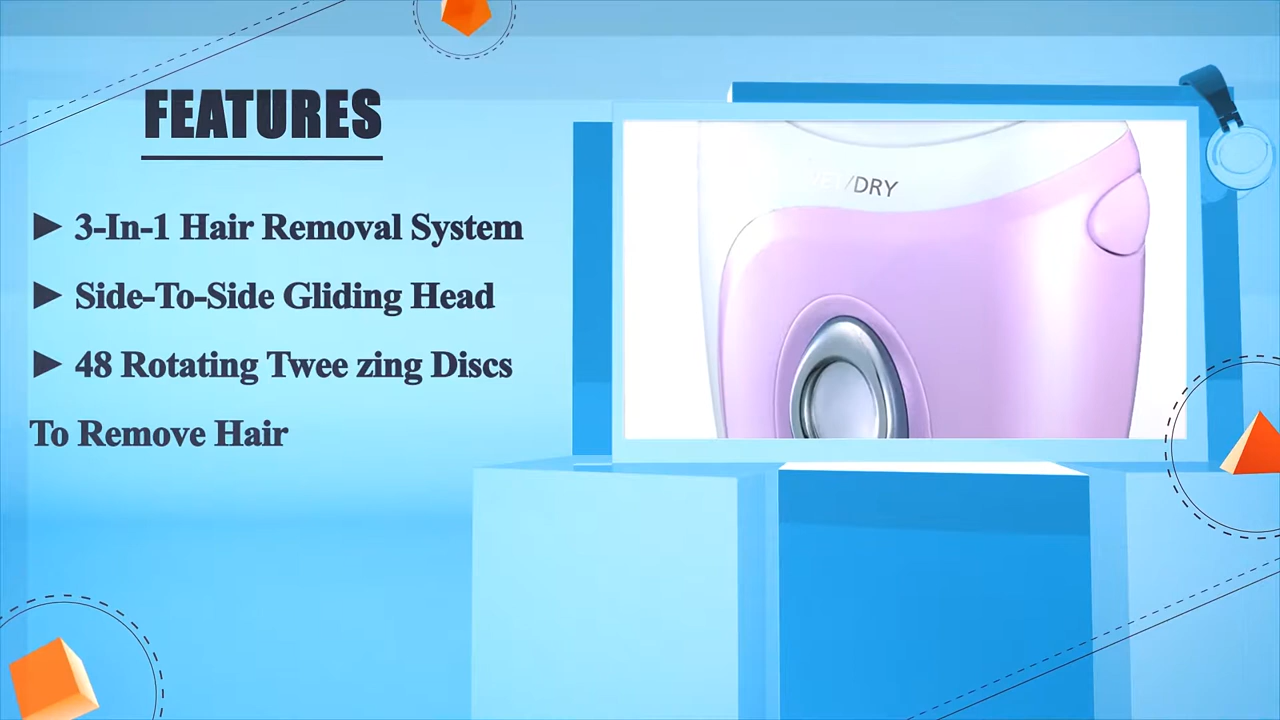 FEATURES
► 3-In-1 Hair Removal System
► Side-To-Side Gliding Head
► 48 Rotating Twee zing Discs
To Remove Hair
/DRY